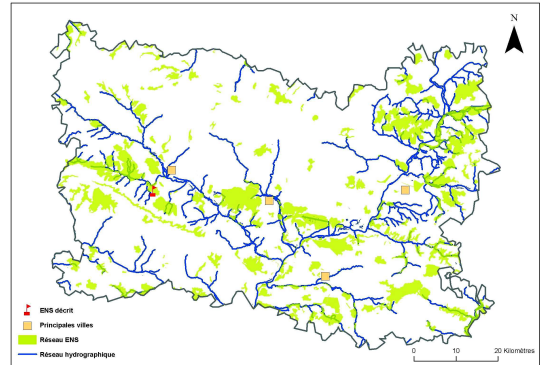 N
ENS décrit
Principales villes
Réseau ENS
Réseau hydrographique
0 10 20 Kilomètres